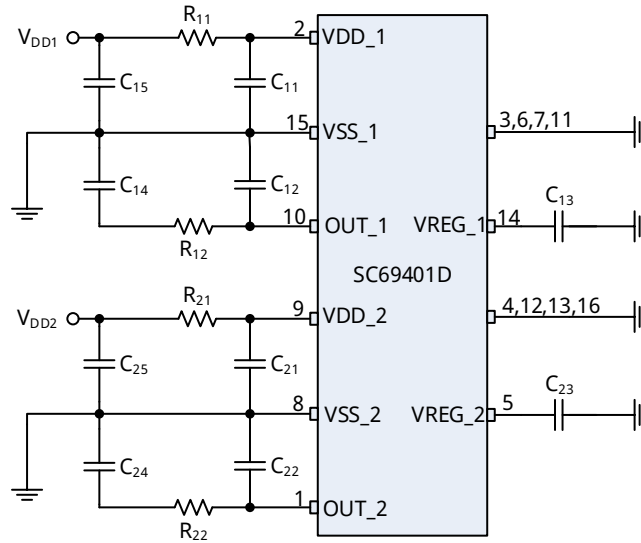 R11
VDD1
2
VDD_1
C15
C11
15
VSS_1
3,6,7,11
C14
C12
C13
10
OUT_1
VREG_1
14
R12
SC69401D
R21
VDD2
9
VDD_2
4,12,13,16
C25
C21
C23
8
VSS_2
VREG_2
5
C24
C22
1
OUT_2
R22